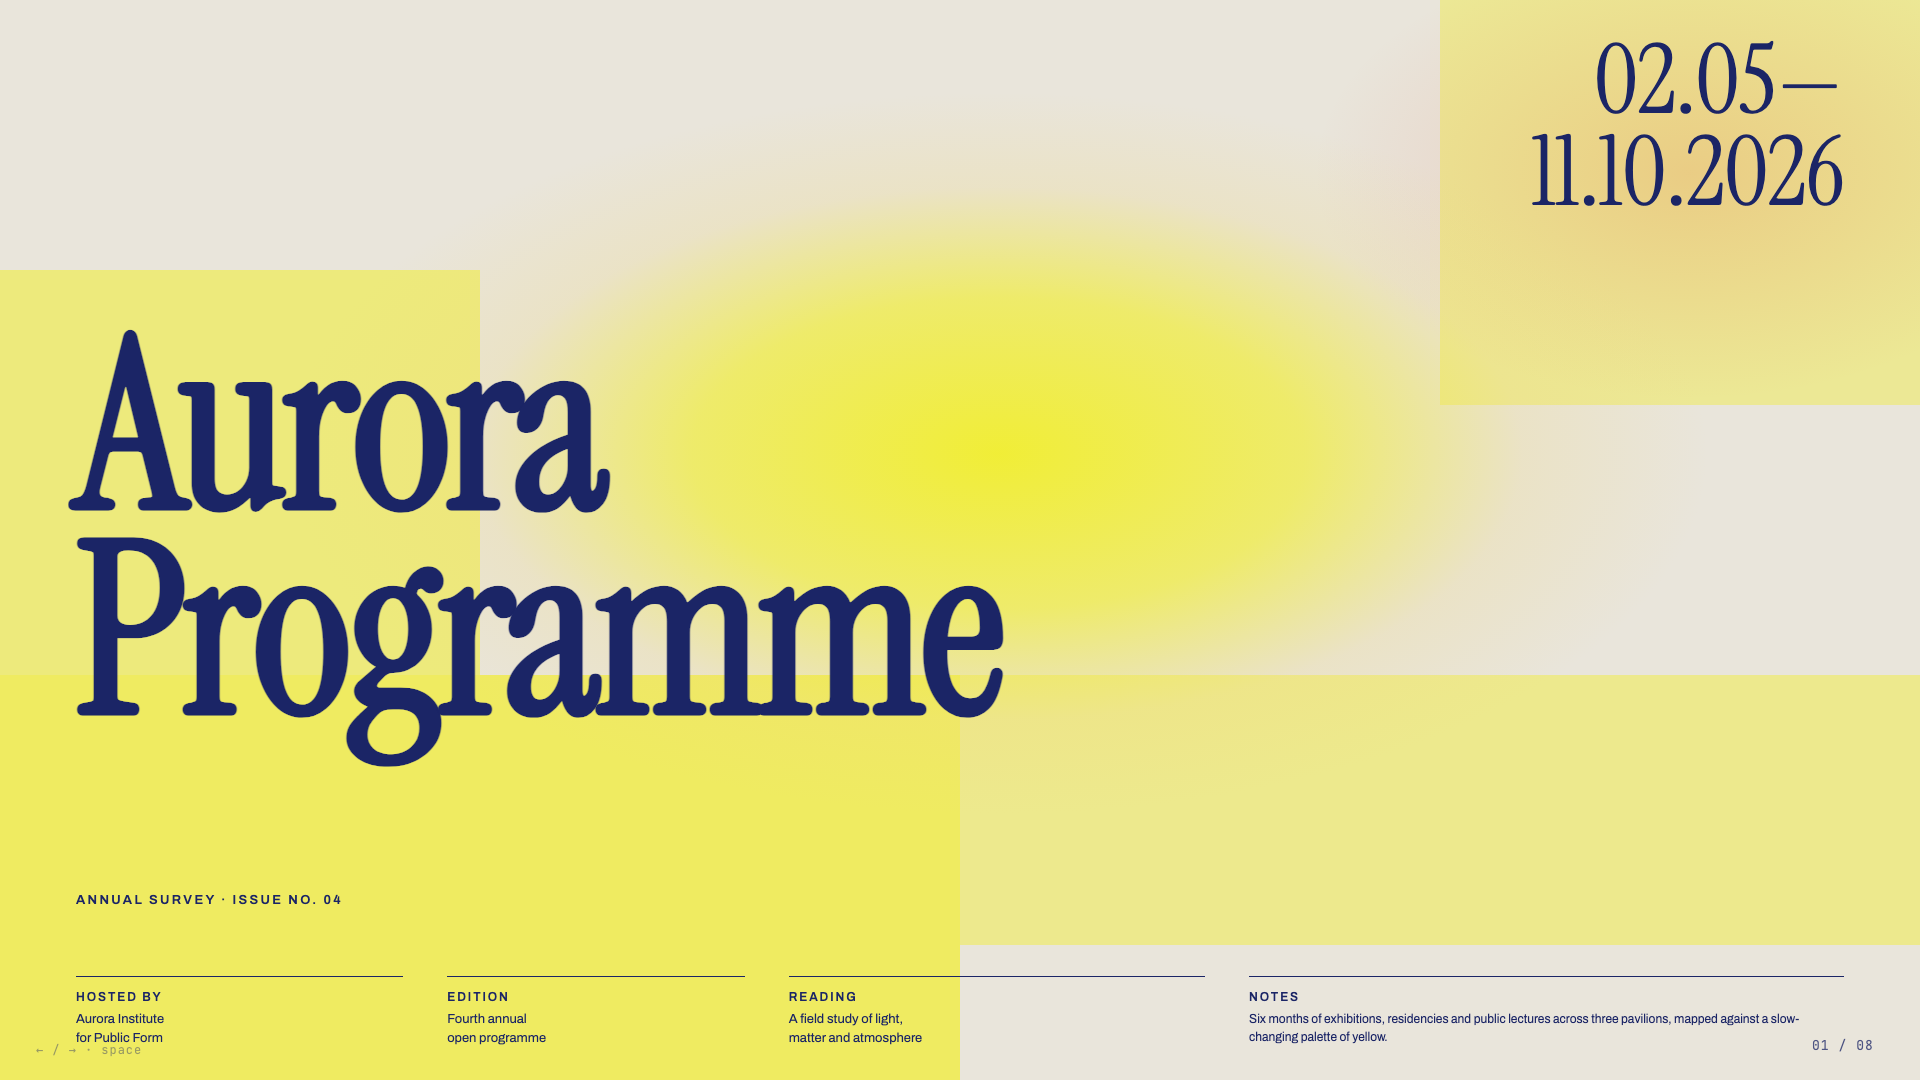 02.05—
11.10.2026
Aurora
Programme
ANNUAL SURVEY · ISSUE NO. 04
HOSTED BY
Aurora Institute
for Public Form
EDITION
Fourth annual
open programme
READING
A field study of light,
matter and atmosphere
NOTES
Six months of exhibitions, residencies and public lectures across three pavilions, mapped against a slow-
changing palette of yellow.
← / → · space
01 / 08